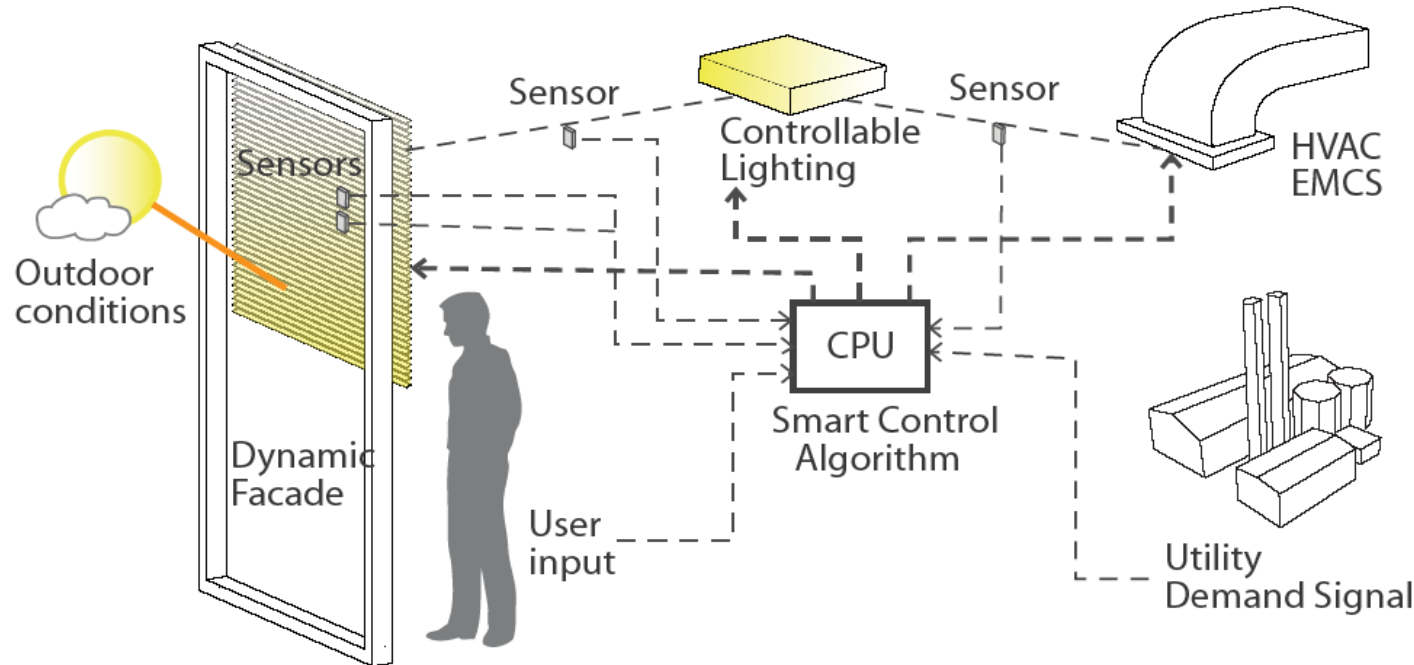 Sensor
Sensor
Controllable
Lighting
HVAC
EMCS
Sensors
Outdoor
conditions
CPU
Smart Control
Algorithm
Dynamic
Facade
User
input
Utility
Demand Signal